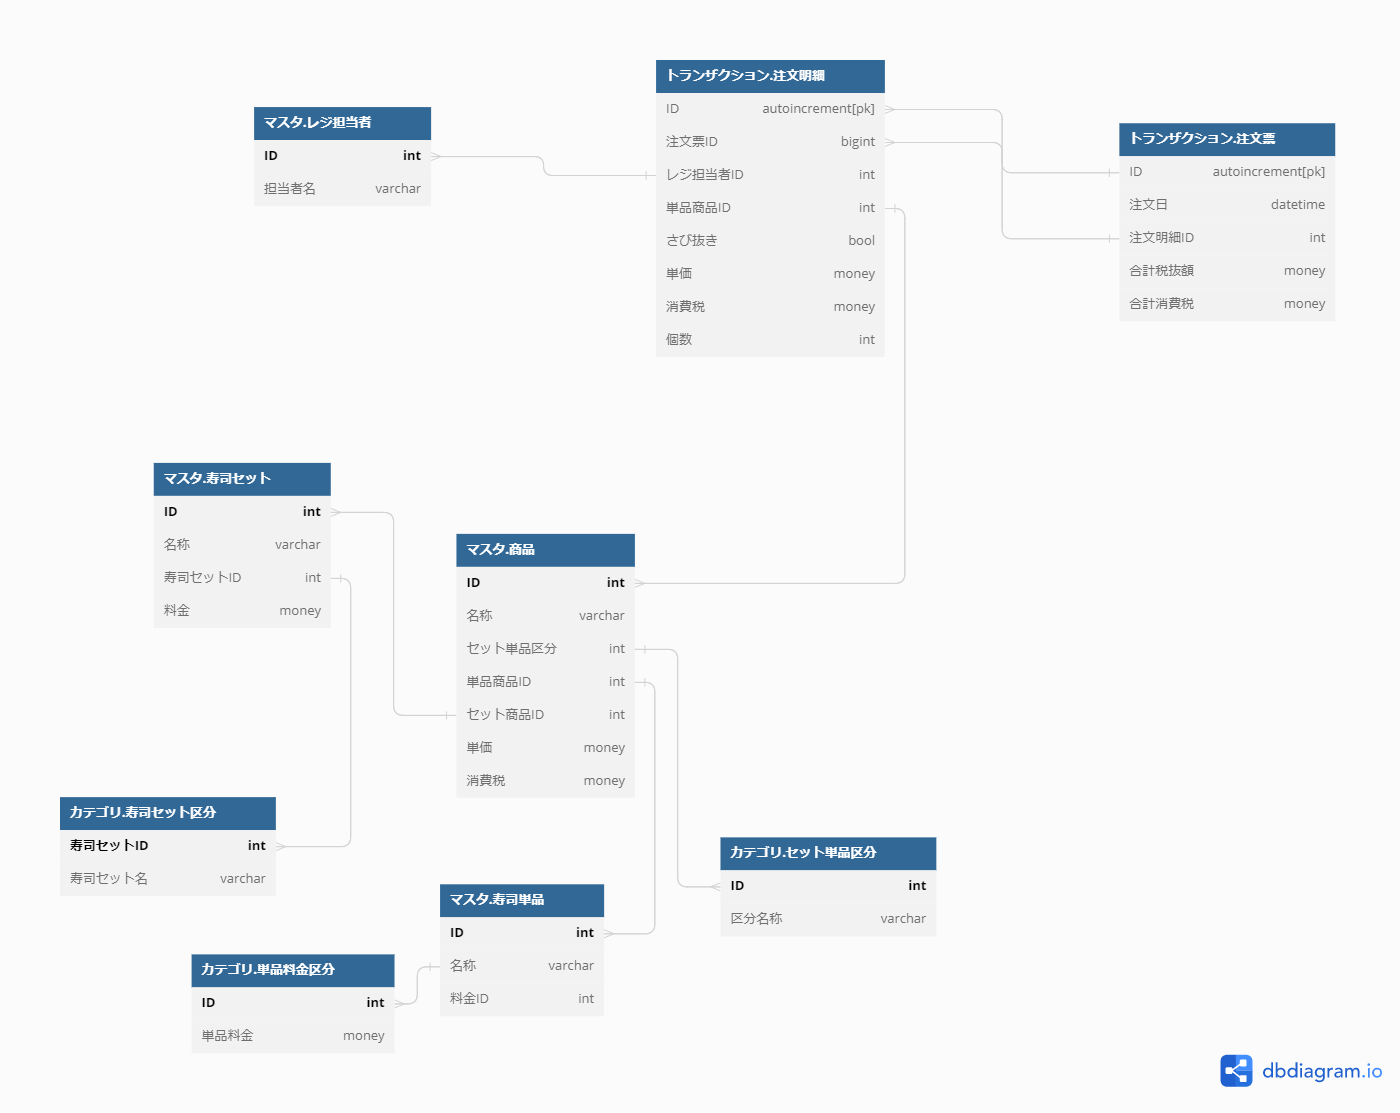 トランザクション.注文明細
ID autoincrement[pk]
注文票ID bigint
レジ担当者ID int
単品商品ID int
さび抜き bool
単価 money
消費税 money
個数 int
マスタ.レジ担当者
ID int
担当者名 varchar
トランザクション.注文票
ID autoincrement[pk]
注文日 datetime
注文明細ID int
合計税抜額 money
合計消費税 money
マスタ.寿司セット
ID int
名称 varchar
寿司セットID int
料金 money
マスタ.商品
ID int
名称 varchar
セット単品区分 int
単品商品ID int
セット商品ID int
単価 money
消費税 money
カテゴリ.寿司セット区分
寿司セットID int
寿司セット名 varchar
カテゴリ.セット単品区分
ID int
区分名称 varchar
マスタ.寿司単品
ID int
名称 varchar
料金ID int
カテゴリ.単品料金区分
ID int
単品料金 money
dbdiagram.io